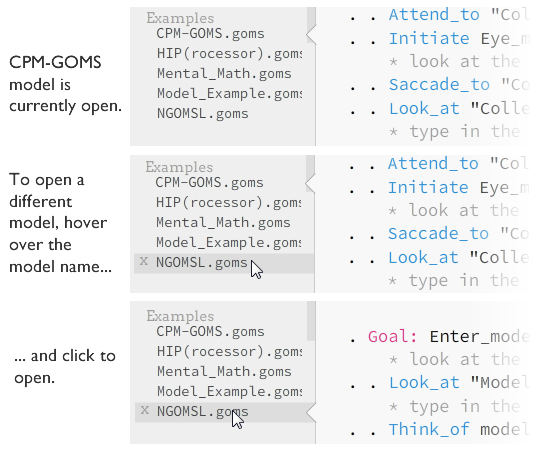 CPM-GOMS
model is
currently open.
Examples
CPM-GOMS.goms
HIP(rocessor).goms
Mental_Math.goms
Model_Example.goms
NGOMSL.goms
. . Attend_to "Col
. . Initiate Eye_m
* look at the
. . Saccade_to "Co
. . Look_at "Colle
* type in the
To open a
different
model, hover
over the
model name...
Examples
CPM-GOMS.goms
HIP(rocessor).goms
Mental_Math.goms
Model_Example.goms
X NGOMSL.goms
. . Attend_to "Col
. . Initiate Eye_m
* look at the
. . Saccade_to "Co
. . Look_at "Colle
* type in the
... and click to
open.
Examples
CPM-GOMS.goms
HIP(rocessor).goms
Mental_Math.goms
Model_Example.goms
X NGOMSL.goms
. Goal: Enter_mode
* look at the
. . Look_at "Model
* type in the
. . Think_of model